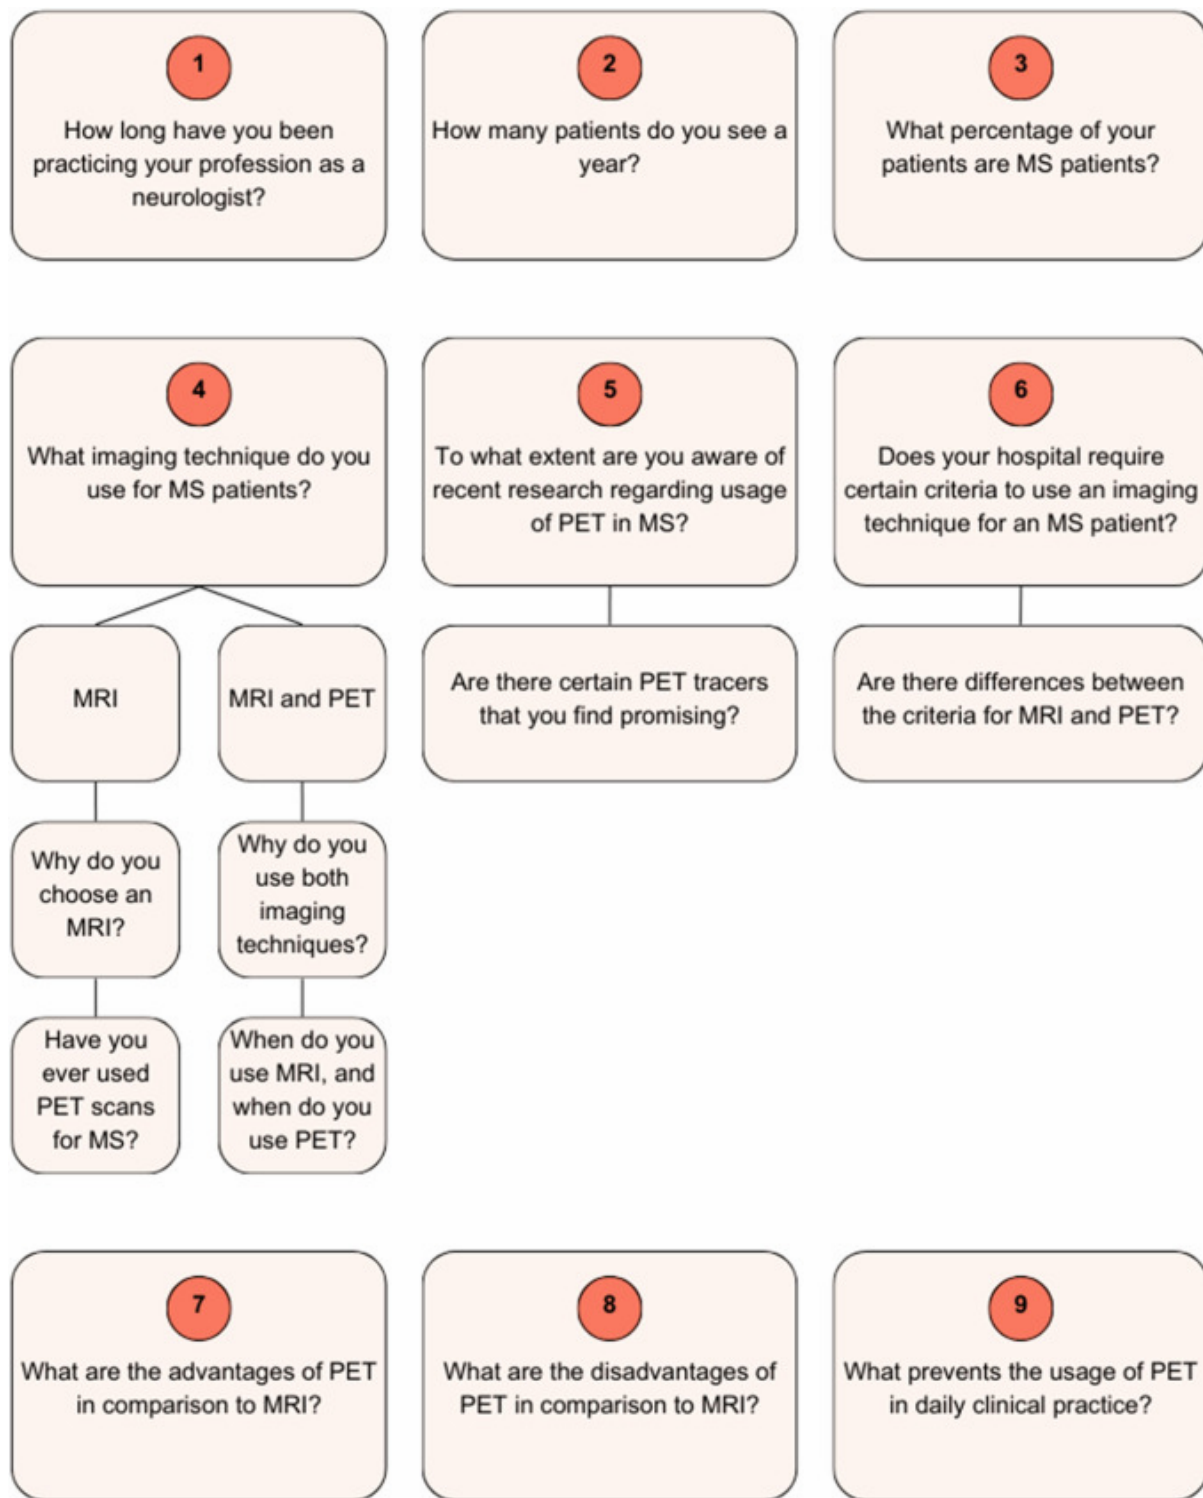 1
How long have you been
practicing your profession as a
neurologist?
2
How many patients do you see a
year?
3
What percentage of your
patients are MS patients?
4
What imaging technique do you
use for MS patients?
MRI
Why do you
choose an
MRI?
Have you
ever used
PET scans
for MS?
MRI and PET
Why do you
use both
imaging
techniques?
When do you
use MRI, and
when do you
use PET?
5
To what extent are you aware of
recent research regarding usage
of PET in MS?
Are there certain PET tracers
that you find promising?
6
Does your hospital require
certain criteria to use an imaging
technique for an MS patient?
Are there differences between
the criteria for MRI and PET?
7
What are the advantages of PET
in comparison to MRI?
8
What are the disadvantages of
PET in comparison to MRI?
9
What prevents the usage of PET
in daily clinical practice?